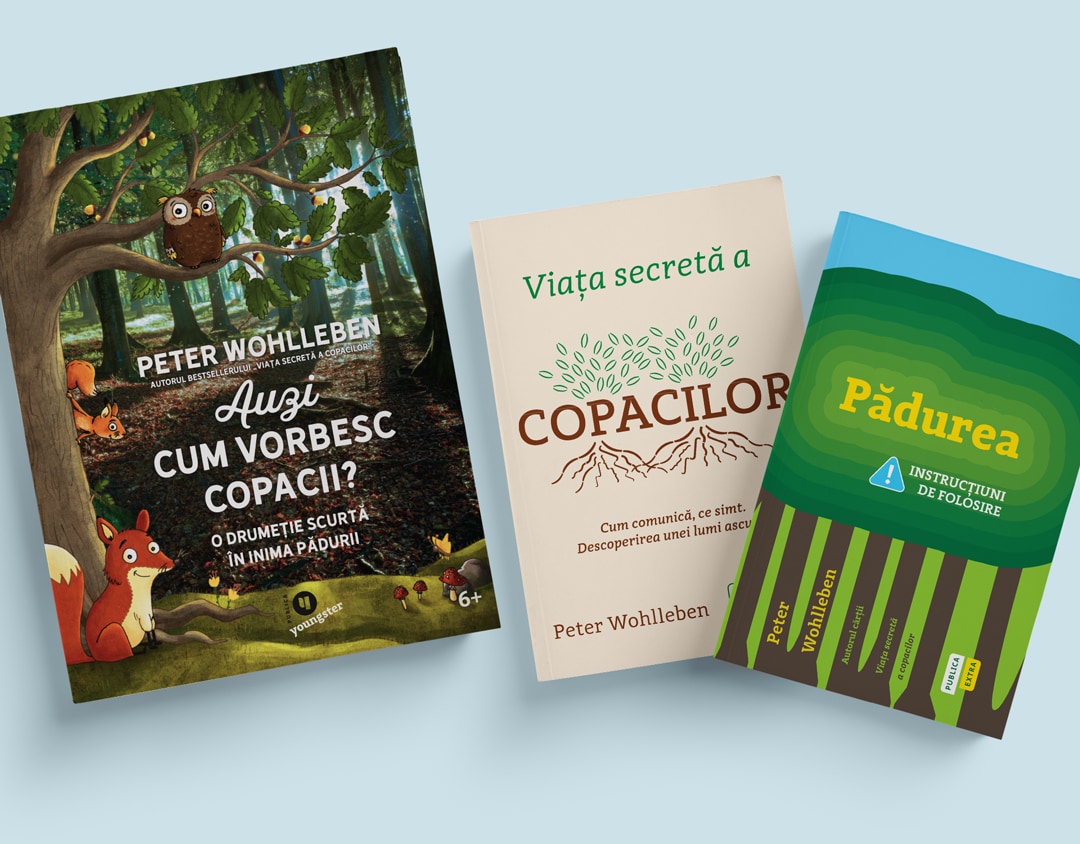 PETER WOHLLEBEN
AUTORUL BESTSELLERULUI „VIAȚA SECRETĂ A COPACILOR”
Auzi
CUM VORBESC
COPACII?
O DRUMEȚIE SCURTĂ
ÎN INIMA PĂDURII
PUBLICA
youngster
6+
Viața secretă a
COPACILOR
Cum comunică, ce simt.
Descoperirea unei lumi ascu
Peter Wohlleben
Pădurea
!
INSTRUCȚIUNI
DE FOLOSIRE
Peter
Wohlleben
Autorul cărții
Viața secretă
a copacilor
PUBLICA
EXTRA